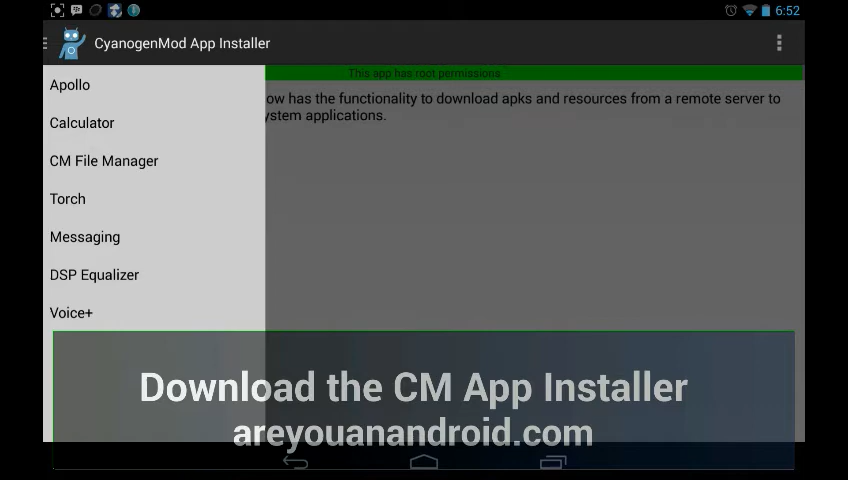 6:52
CyanogenMod App Installer
This app has root permissions
Apollo
ow has the functionality to download apks and resources from a remote server to
ystem applications.
Calculator
CM File Manager
Torch
Messaging
DSP Equalizer
Voice+
Download the CM App Installer
areyouanandroid.com